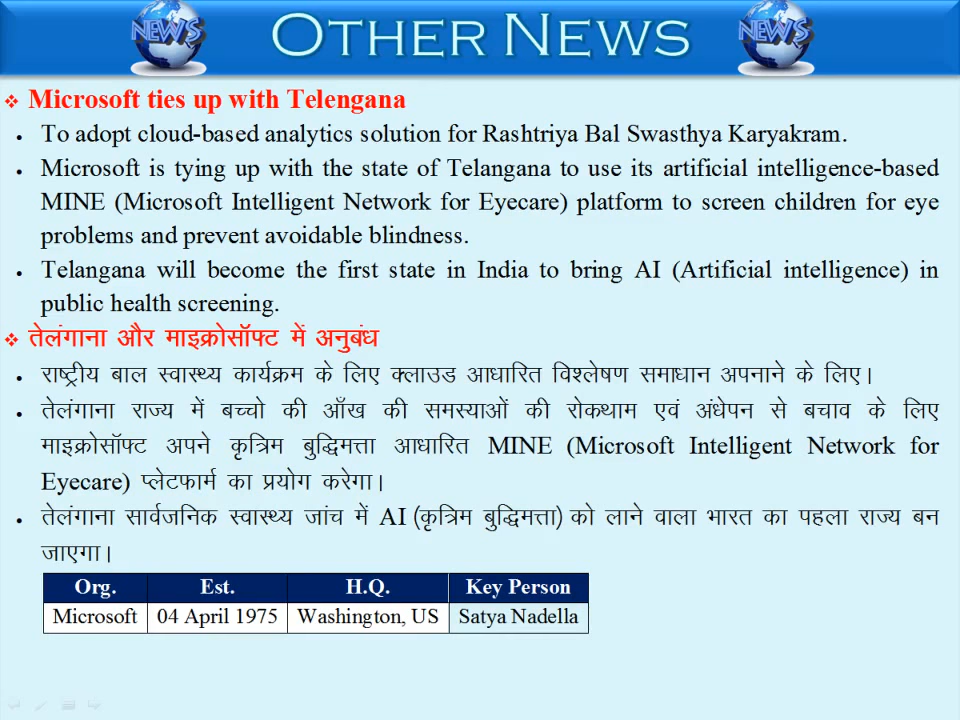 NEWS OTHER NEWS NEWS
❖ Microsoft ties up with Telengana
• To adopt cloud-based analytics solution for Rashtriya Bal Swasthya Karyakram.
• Microsoft is tying up with the state of Telangana to use its artificial intelligence-based
MINE (Microsoft Intelligent Network for Eyecare) platform to screen children for eye
problems and prevent avoidable blindness.
• Telangana will become the first state in India to bring AI (Artificial intelligence) in
public health screening.
❖ तेलंगाना और माइक्रोसॉफ्ट में अनुबंध
• राष्ट्रीय बाल स्वास्थ्य कार्यक्रम के लिए क्लाउड आधारित विश्लेषण समाधान अपनाने के लिए।
• तेलंगाना राज्य में बच्चो की आँख की समस्याओं की रोकथाम एवं अंधेपन से बचाव के लिए
माइक्रोसॉफ्ट अपने कृत्रिम बुद्धिमत्ता आधारित MINE (Microsoft Intelligent Network for
Eyecare) प्लेटफार्म का प्रयोग करेगा।
• तेलंगाना सार्वजनिक स्वास्थ्य जांच में AI (कृत्रिम बुद्धिमत्ता) को लाने वाला भारत का पहला राज्य बन
जाएगा।
Org. Est. H.Q. Key Person
Microsoft 04 April 1975 Washington, US Satya Nadella